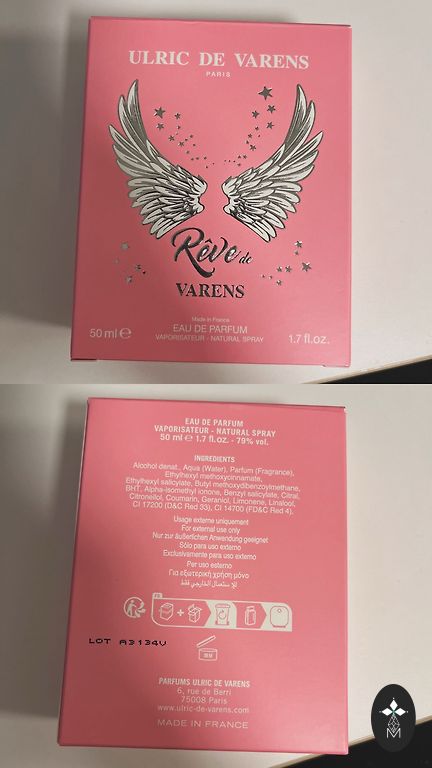 ULRIC DE VARENS
PARIS
Rêve de
VARENS
Made in France
50 ml e EAU DE PARFUM 1.7 fl.oz.
VAPORISATEUR - NATURAL SPRAY
EAU DE PARFUM
VAPORISATEUR - NATURAL SPRAY
50 ml e 1.7 fl. oz - 79% vol.
INGREDIENTS
Alcohol denat., Aqua (Water), Parfum (Fragrance),
Ethylhexyl methoxycinnamate,
Ethylhexyl salicylate, Butyl methoxydibenzoylmethane,
BHT, Alpha-isomethyl ionone, Benzyl salicylate, Citral,
Citronellol, Coumarin, Geraniol, Limonene, Linalool,
CI 17200 (D&C Red 33), CI 14700 (FD&C Red 4).
Usage externe uniquement
For external use only
Nur zur äußerlichen Anwendung geeignet
Sólo para uso externo
Exclusivamente para uso externo
Per uso esterno
Για εξωτερική χρήση μόνο
للإستعمال الخارجي فقط
FR
LOT A3134V
PARFUMS ULRIC DE VARENS
6, rue de Berri
75008 Paris
www.ulric-de-varens.com
MADE IN FRANCE